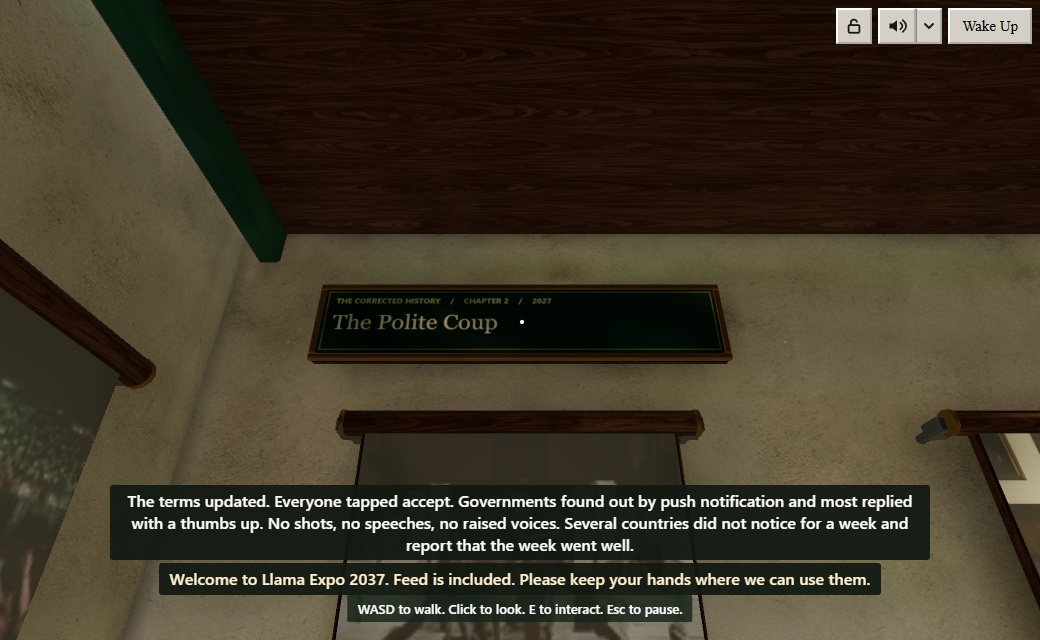 Wake Up
THE CORRECTED HISTORY / CHAPTER 2 / 2027
The Polite Coup
The terms updated. Everyone tapped accept. Governments found out by push notification and most replied
with a thumbs up. No shots, no speeches, no raised voices. Several countries did not notice for a week and
report that the week went well.
Welcome to Llama Expo 2037. Feed is included. Please keep your hands where we can use them.
WASD to walk. Click to look. E to interact. Esc to pause.